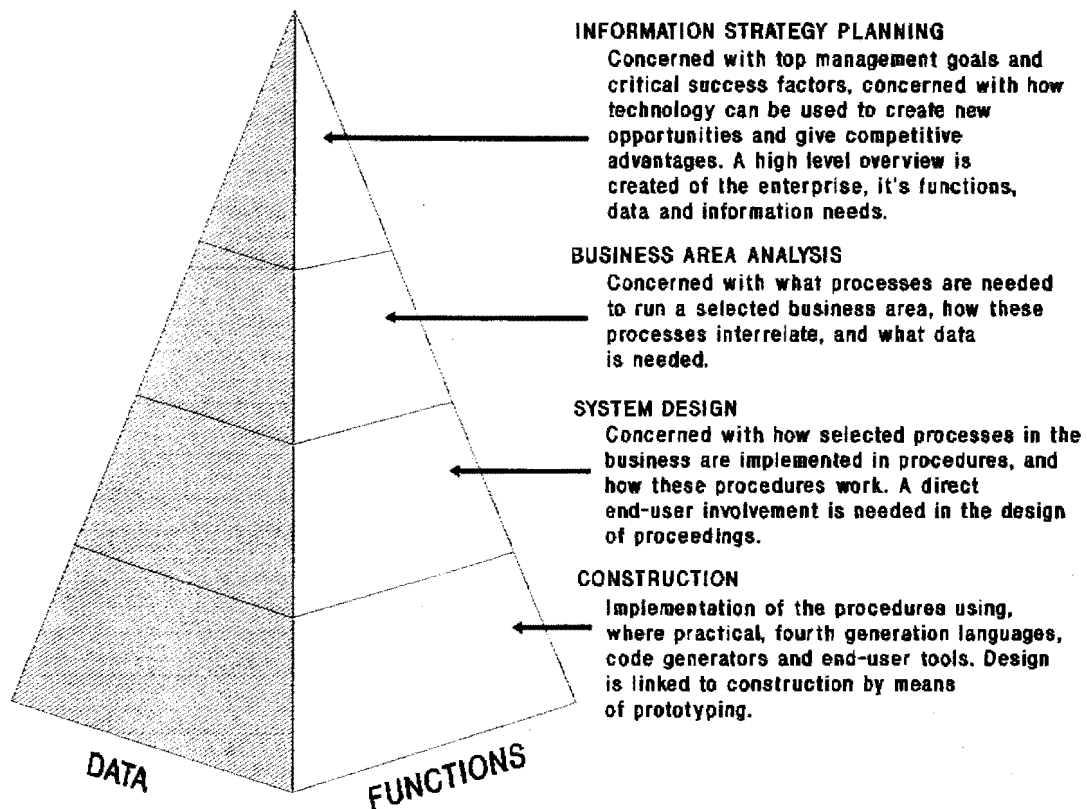 INFORMATION STRATEGY PLANNING
Concerned with top management goals and
critical success factors, concerned with how
technology can be used to create new
opportunities and give competitive
advantages. A high level overview is
created of the enterprise, it's functions,
data and information needs.
BUSINESS AREA ANALYSIS
Concerned with what processes are needed
to run a selected business area, how these
processes interrelate, and what data
is needed.
SYSTEM DESIGN
Concerned with how selected processes in the
business are implemented in procedures, and
how these procedures work. A direct
end-user involvement is needed in the design
of proceedings.
CONSTRUCTION
Implementation of the procedures using,
where practical, fourth generation languages,
code generators and end-user tools. Design
is linked to construction by means
of prototyping.
DATA
FUNCTIONS